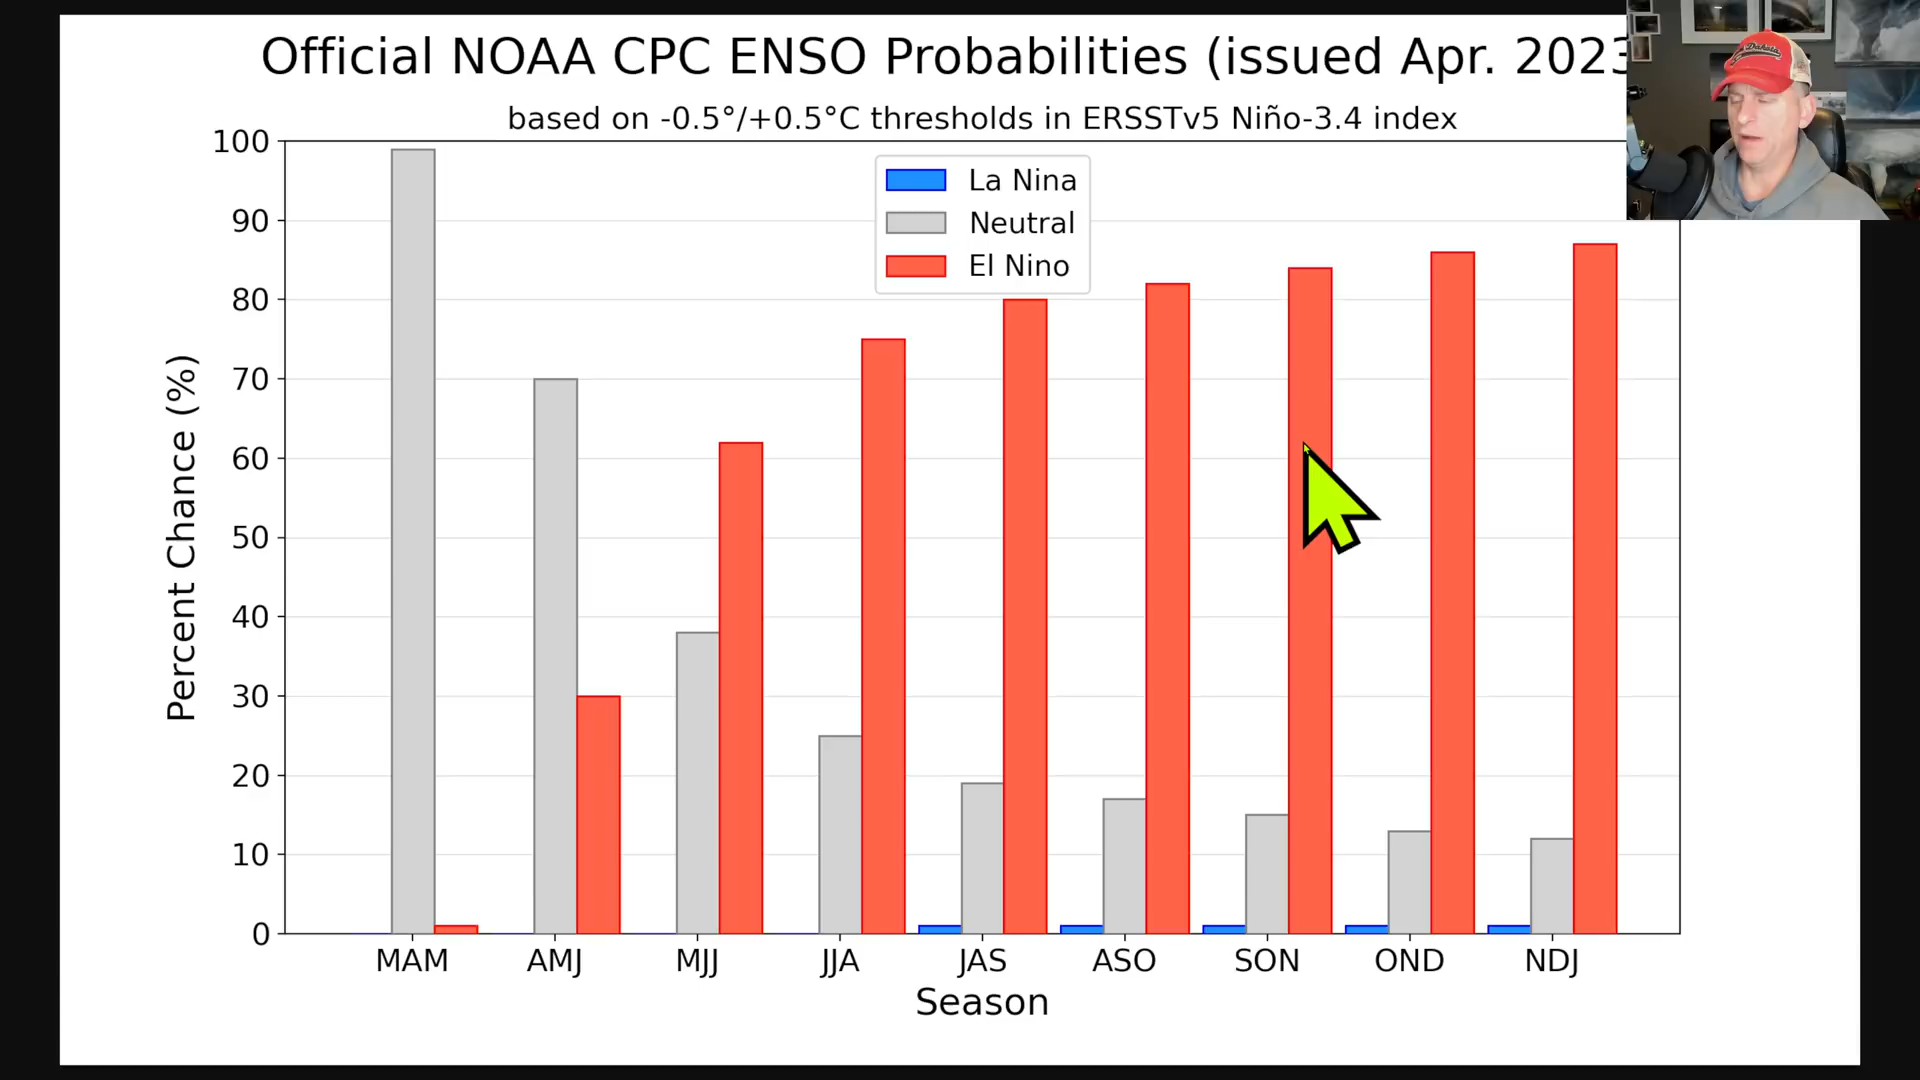 Official NOAA CPC ENSO Probabilities (issued Apr. 2023
based on -0.5°/+0.5°C thresholds in ERSSTv5 Niño-3.4 index
La Nina
Neutral
El Nino
Percent Chance (%)
100
90
80
70
60
50
40
30
20
10
0
MAM AMJ MJJ JJA JAS ASO SON OND NDJ
Season